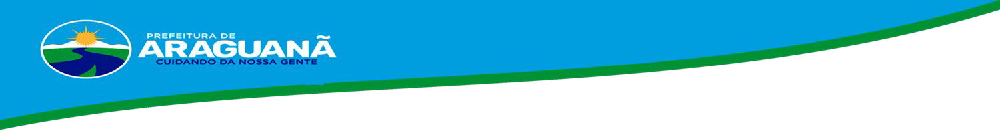 PREFEITURA DE
ARAGUANÃ
CUIDANDO DA NOSSA GENTE